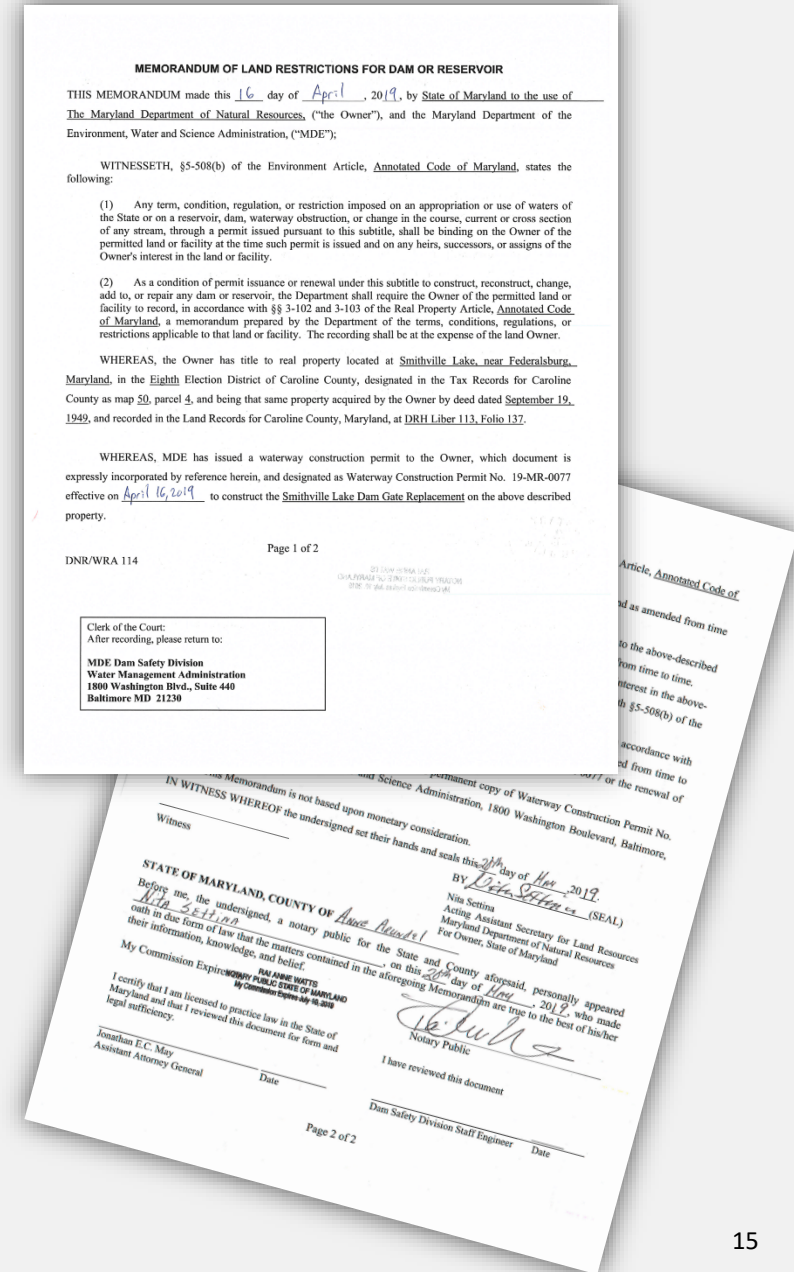 MEMORANDUM OF LAND RESTRICTIONS FOR DAM OR RESERVOIR
THIS MEMORANDUM made this 16 day of April, 2019, by State of Maryland to the use of
The Maryland Department of Natural Resources, ("the Owner"), and the Maryland Department of the
Environment, Water and Science Administration, ("MDE");
WITNESSETH, §5-508(b) of the Environment Article, Annotated Code of Maryland, states the
following:
(1) Any term, condition, regulation, or restriction imposed on an appropriation or use of waters of
the State or on a reservoir, dam, waterway obstruction, or change in the course, current or cross section
of any stream, through a permit issued pursuant to this subtitle, shall be binding on the Owner of the
permitted land or facility at the time such permit is issued and on any heirs, successors, or assigns of the
Owner's interest in the land or facility.
(2) As a condition of permit issuance or renewal under this subtitle to construct, reconstruct, change,
add to, or repair any dam or reservoir, the Department shall require the Owner of the permitted land or
facility to record, in accordance with §§ 3-102 and 3-103 of the Real Property Article, Annotated Code
of Maryland, a memorandum prepared by the Department of the terms, conditions, regulations, or
restrictions applicable to that land or facility. The recording shall be at the expense of the land Owner.
WHEREAS, the Owner has title to real property located at Smithville Lake, near Federalsburg,
Maryland, in the Eighth Election District of Caroline County, designated in the Tax Records for Caroline
County as map 50, parcel 4, and being that same property acquired by the Owner by deed dated September 19,
1949, and recorded in the Land Records for Caroline County, Maryland, at DRH Liber 113, Folio 137.
WHEREAS, MDE has issued a waterway construction permit to the Owner, which document is
expressly incorporated by reference herein, and designated as Waterway Construction Permit No. 19-MR-0077
effective on April 16, 2019 to construct the Smithville Lake Dam Gate Replacement on the above described
property.
Page 1 of 2
DNR/WRA 114
Clerk of the Court:
After recording, please return to:
MDE Dam Safety Division
Water Management Administration
1800 Washington Blvd., Suite 440
Baltimore MD 21230
Article, Annotated Code of
as amended from time
to the above-described
from time to time.
interest in the above-
§5-508(b) of the
accordance with
from time to
0077 or the renewal of
permanent copy of Waterway Construction Permit No.
and Science Administration, 1800 Washington Boulevard, Baltimore,
Memorandum is not based upon monetary consideration.
IN WITNESS WHEREOF the undersigned set their hands and seals this day of May, 2019.
Witness
BY Nita Settina (SEAL)
Nita Settina
Acting Assistant Secretary for Land Resources
Maryland Department of Natural Resources
For Owner, State of Maryland
STATE OF MARYLAND, COUNTY OF Anne Arundel
Before me, the undersigned, a notary public for the State and County aforesaid, personally appeared
Nita Settina, on this day of May, 2019, who made
oath in due form of law that the matters contained in the aforegoing Memorandum are true to the best of his/her
their information, knowledge, and belief.
My Commission Expires
RAI ANNE WATTS
NOTARY PUBLIC STATE OF MARYLAND
My Commission Expires July
Notary Public
I certify that I am licensed to practice law in the State of
Maryland and that I reviewed this document for form and
legal sufficiency.
I have reviewed this document
Jonathan E.C. May
Assistant Attorney General
Date
Dam Safety Division Staff Engineer
Date
Page 2 of 2
15